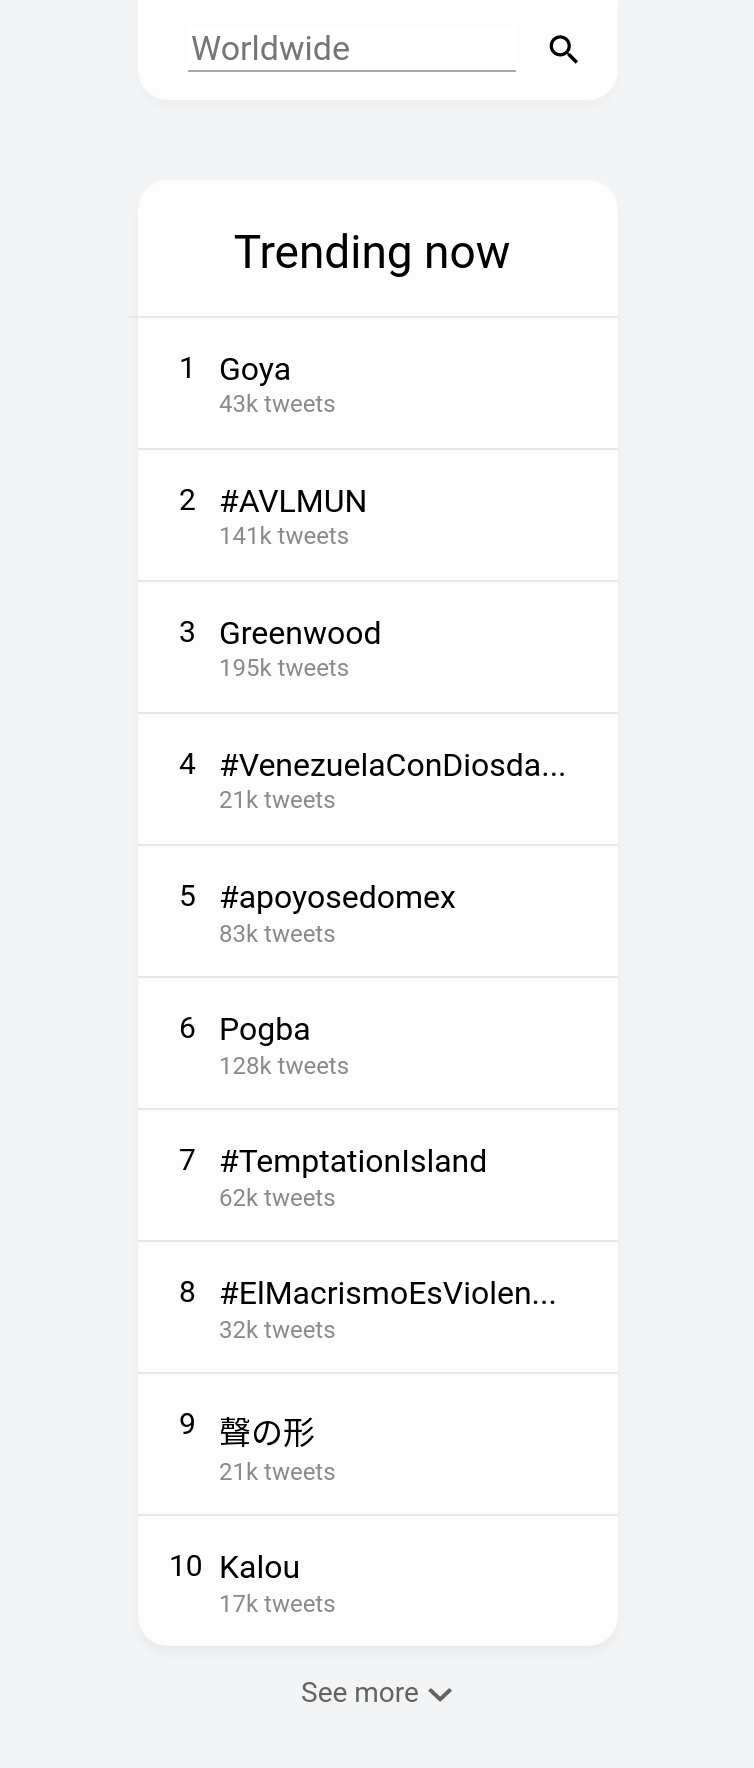 Worldwide
Trending now
1 Goya
43k tweets
2 #AVLMUN
141k tweets
3 Greenwood
195k tweets
4 #VenezuelaConDiosda...
21k tweets
5 #apoyosedomex
83k tweets
6 Pogba
128k tweets
7 #TemptationIsland
62k tweets
8 #ElMacrismoEsViolen...
32k tweets
9 聲の形
21k tweets
10 Kalou
17k tweets
See more